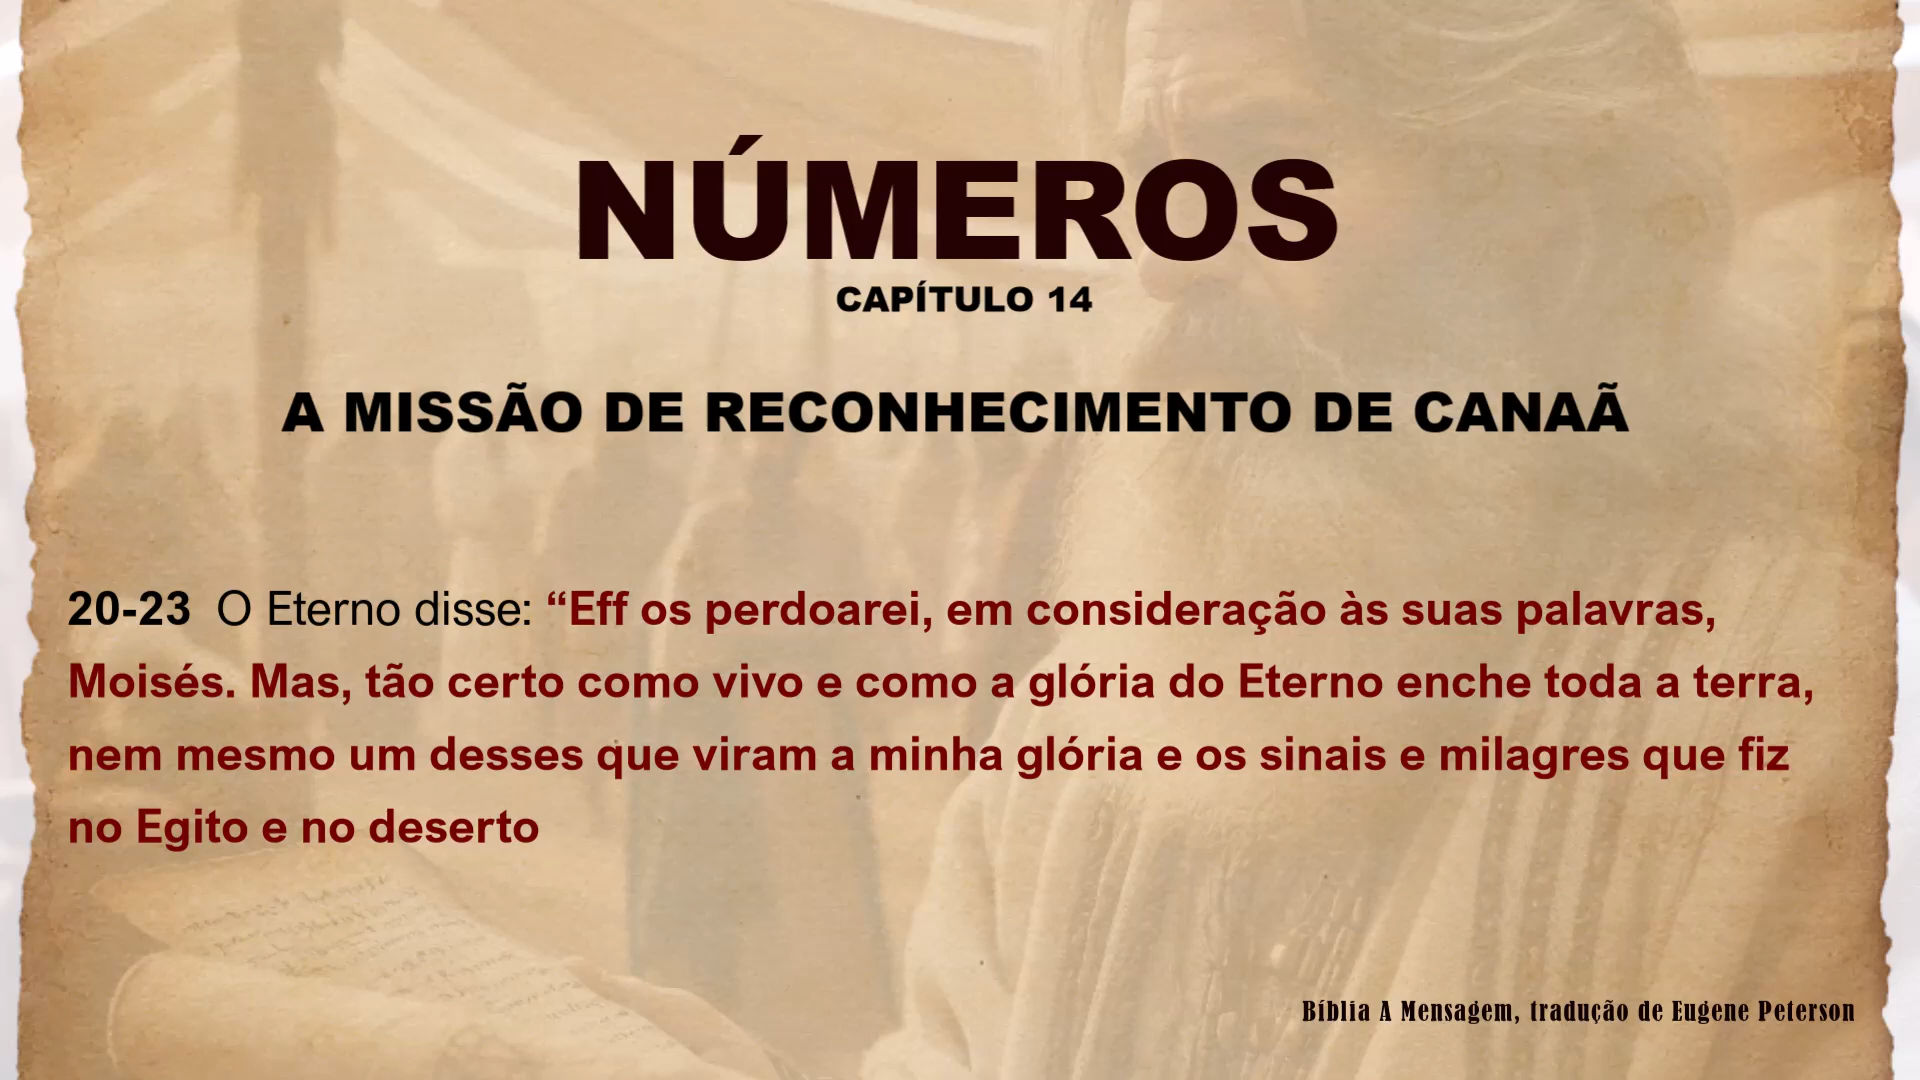 NÚMEROS
CAPÍTULO 14
A MISSÃO DE RECONHECIMENTO DE CANAÃ
20-23 O Eterno disse: “Eff os perdoarei, em consideração às suas palavras,
Moisés. Mas, tão certo como vivo e como a glória do Eterno enche toda a terra,
nem mesmo um desses que viram a minha glória e os sinais e milagres que fiz
no Egito e no deserto
Bíblia A Mensagem, tradução de Eugene Peterson